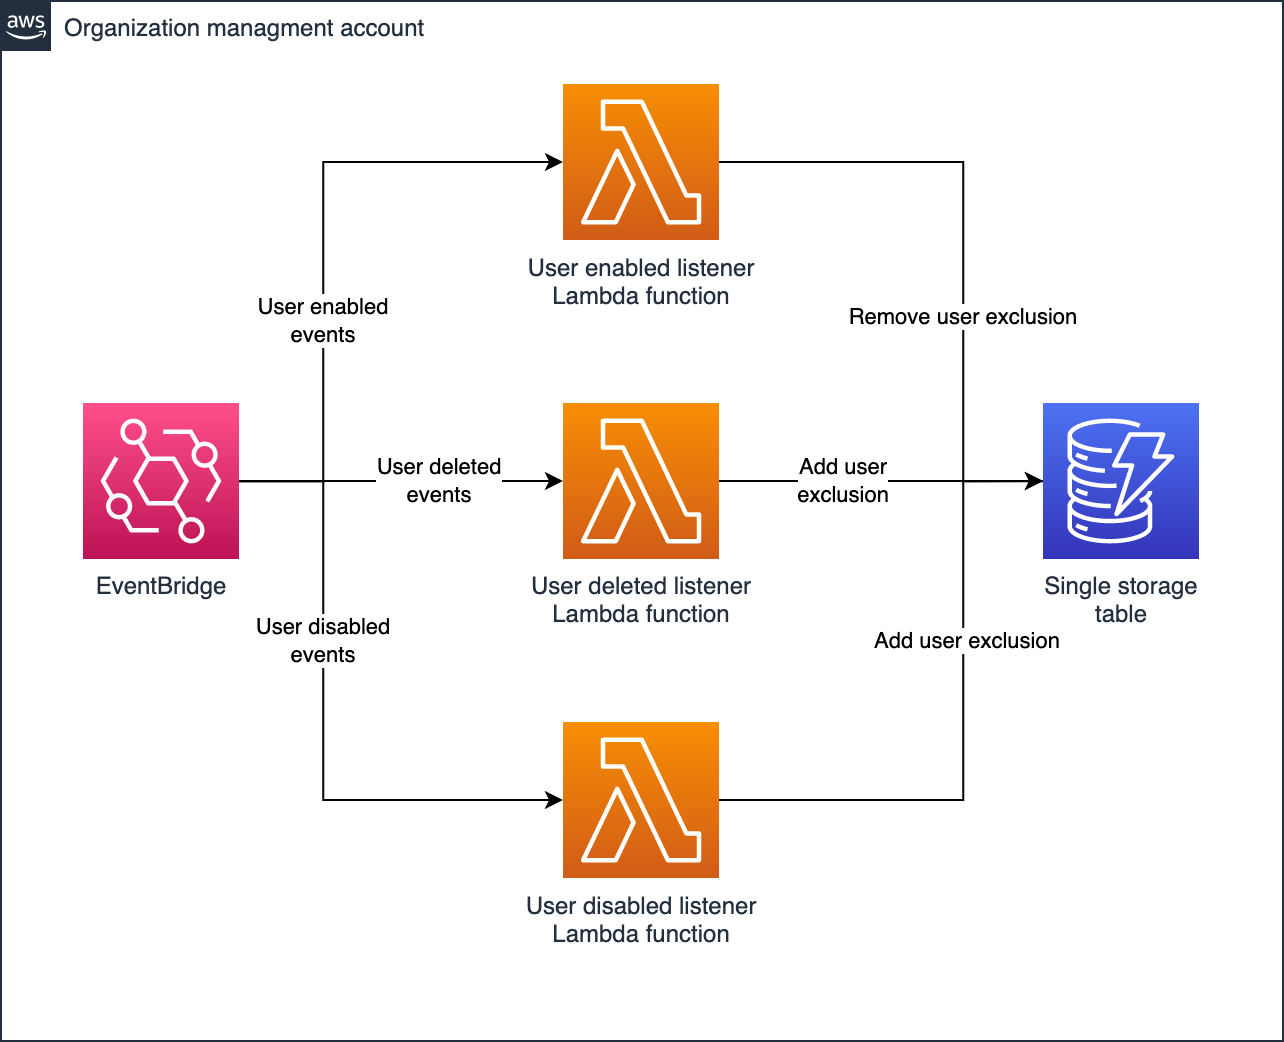 aws
Organization managment account
User enabled listener
Lambda function
User enabled
events
Remove user exclusion
User deleted
events
Add user
exclusion
EventBridge
User deleted listener
Lambda function
Single storage
table
User disabled
events
Add user exclusion
User disabled listener
Lambda function